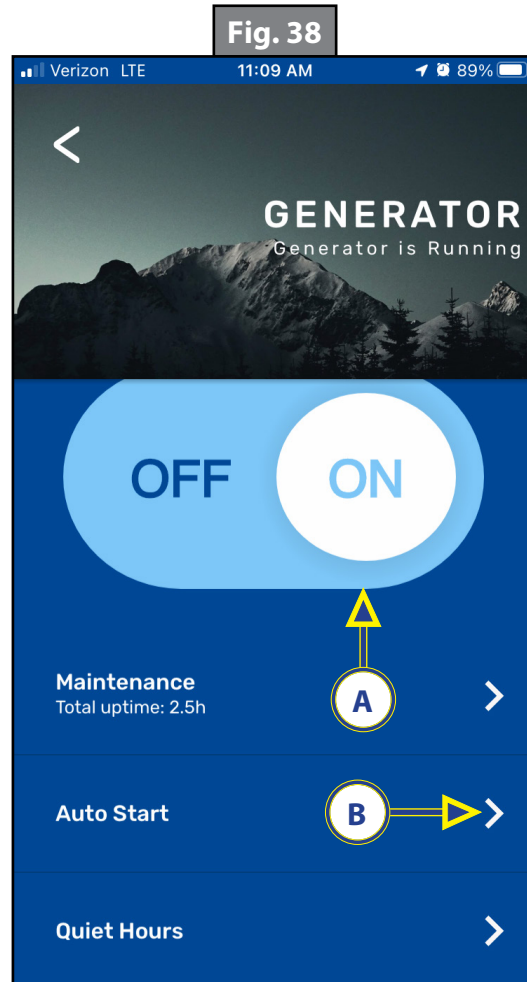 Fig. 38
Verizon LTE 11:09 AM 89%
GENERATOR
Generator is Running
OFF ON
Maintenance
Total uptime: 2.5h
A
Auto Start
B
Quiet Hours